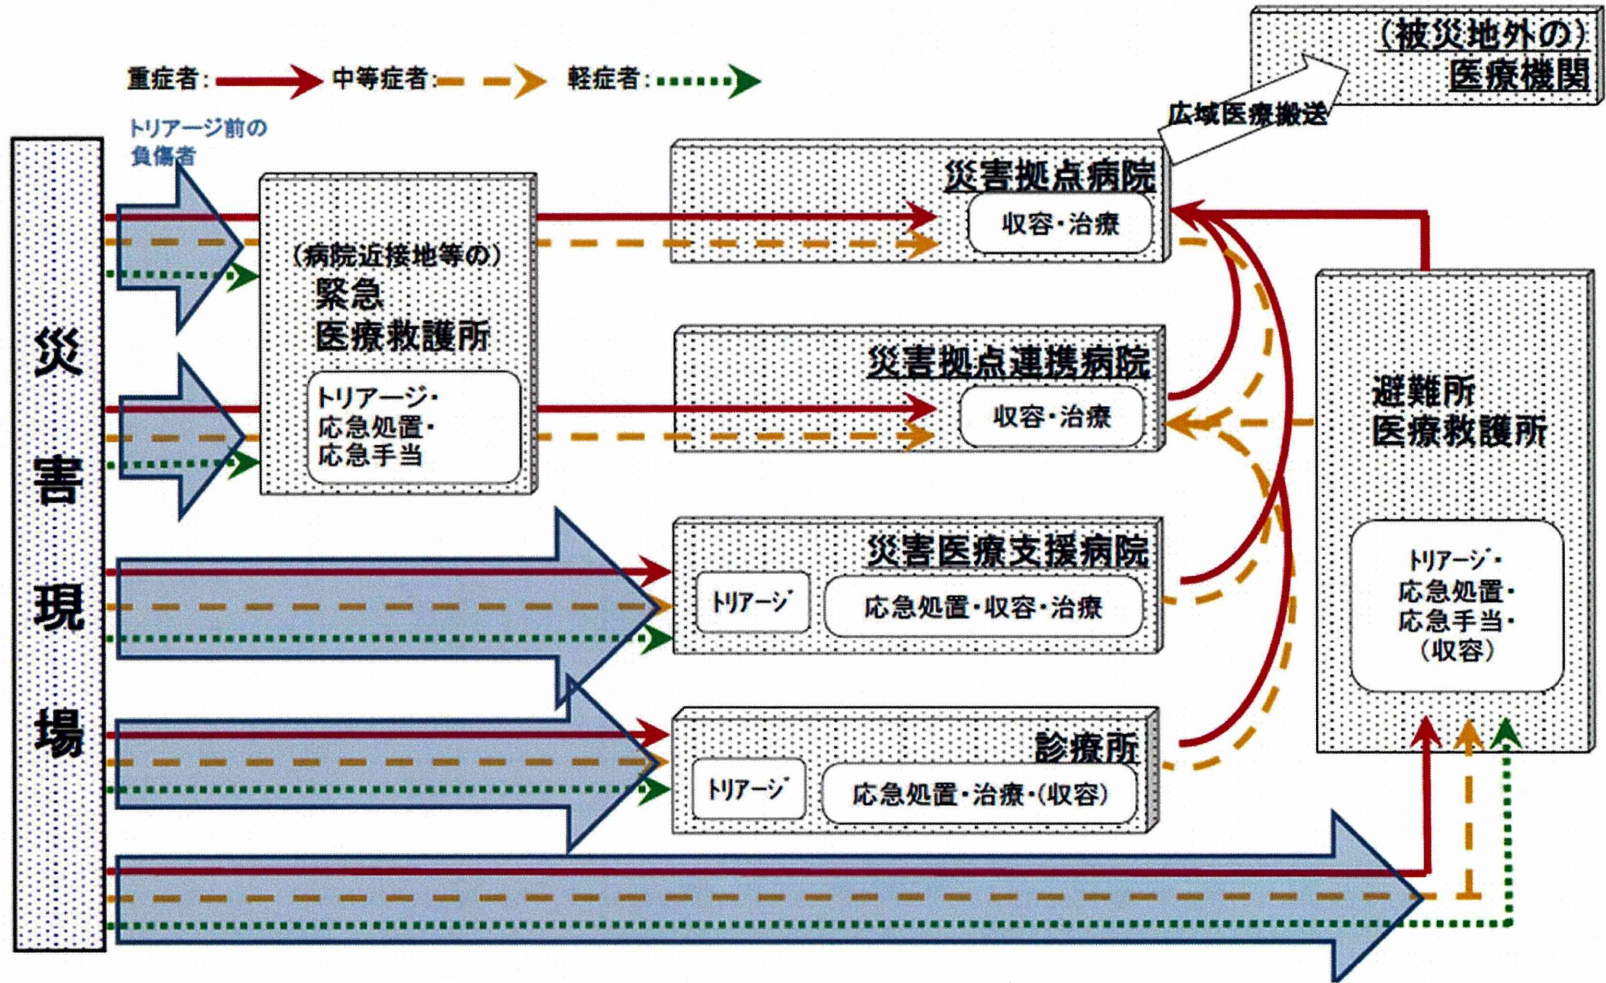 (被災地外の)
医療機関
重症者:
中等症者:
軽症者:
広域医療搬送
トリアージ前の
負傷者
災害現場
(病院近接地等の)
緊急
医療救護所
トリアージ・
応急処置・
応急手当
災害拠点病院
収容・治療
災害拠点連携病院
収容・治療
災害医療支援病院
トリアージ
応急処置・収容・治療
診療所
トリアージ
応急処置・治療・(収容)
避難所
医療救護所
トリアージ・
応急処置・
応急手当・
(収容)